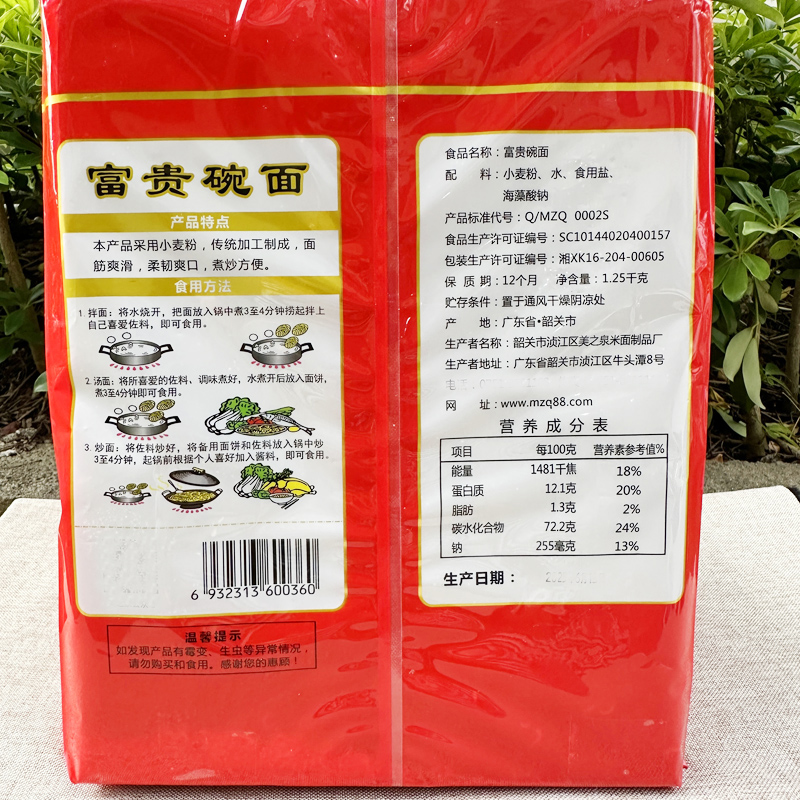 富贵碗面
产品特点
本产品采用小麦粉，传统加工制成，面
筋爽滑，柔韧爽口，煮炒方便。
食用方法
1. 拌面：将水烧开，把面放入锅中煮3至4分钟捞起拌上
自己喜爱佐料，即可食用。
2. 汤面：将所喜爱的佐料、调味煮好，水煮开后放入面饼，
煮3至4分钟即可食用。
3. 炒面：将佐料炒好，将备用面饼和佐料放入锅中炒
3至4分钟，起锅前根据个人喜好加入酱料，即可食用。
6 932313 600360
温馨提示
如发现产品有霉变、生虫等异常情况，
请勿购买和食用。感谢您的惠顾！
食品名称：富贵碗面
配 料：小麦粉、水、食用盐、
海藻酸钠
产品标准代号：Q/MZQ 0002S
食品生产许可证编号：SC10144020400157
包装生产许可证编号：湘XK16-204-00605
保 质 期：12个月 净含量：1.25千克
贮存条件：置于通风干燥阴凉处
产 地：广东省·韶关市
生产者名称：韶关市浈江区美之泉米面制品厂
生产者地址：广东省韶关市浈江区牛头潭8号
网 址：www.mzq88.com
营养成分表
项目 每100克 营养素参考值%
能量 1481千焦 18%
蛋白质 12.1克 20%
脂肪 1.3克 2%
碳水化合物 72.2克 24%
钠 255毫克 13%
生产日期：